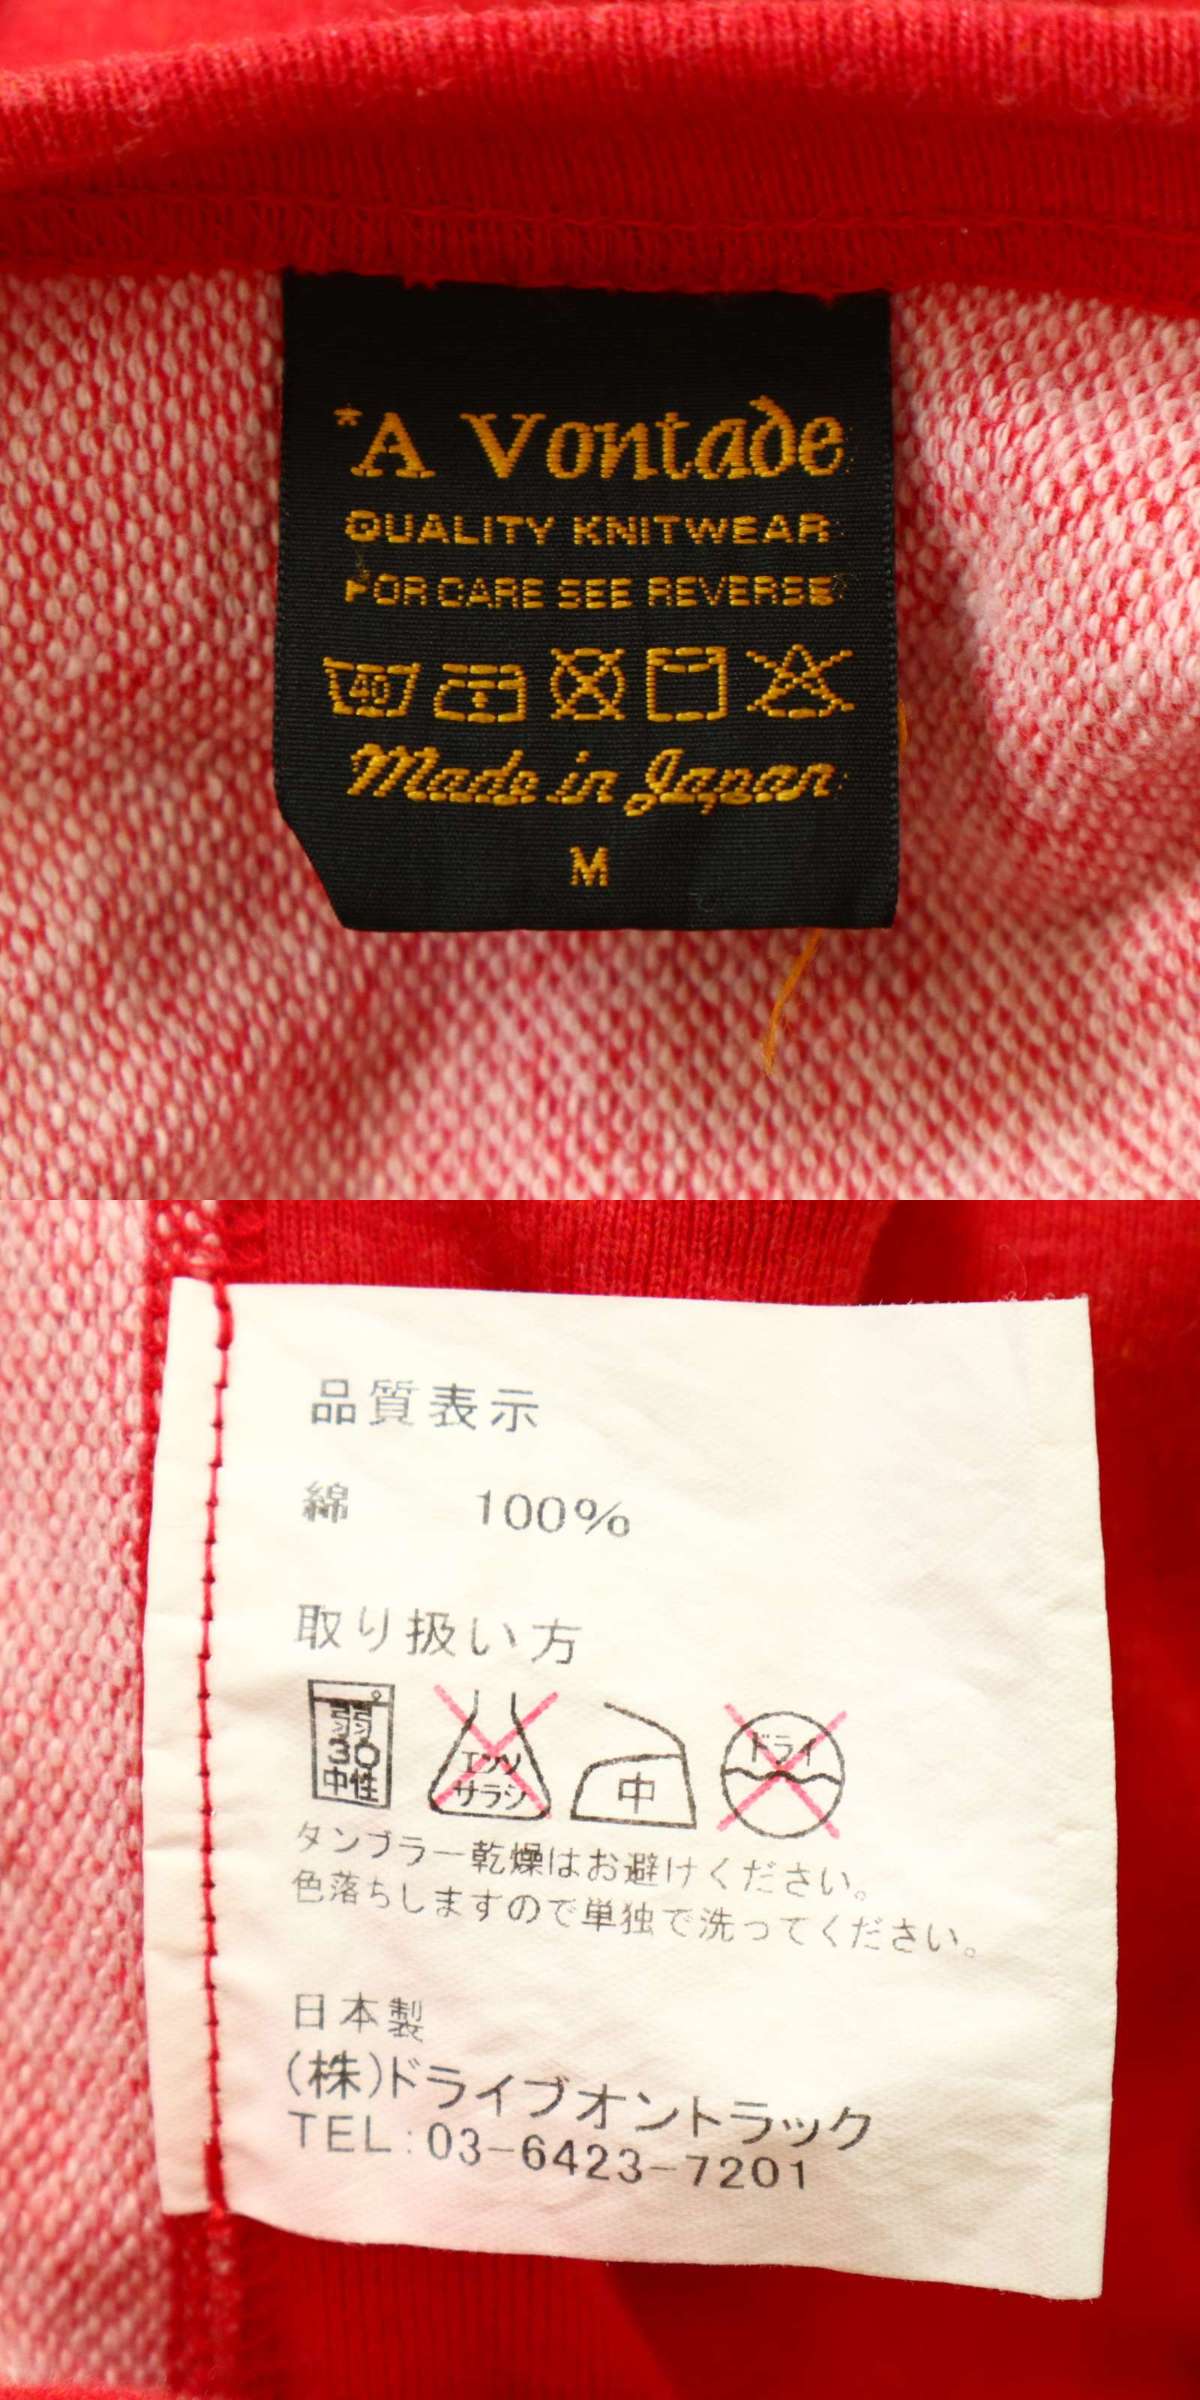 *A Vontade
QUALITY KNITWEAR
FOR CARE SEE REVERSE
40
Made in Japan
M
品質表示
綿 100%
取り扱い方
弱
30
中性
エンソ
サラシ
中
ドライ
タンブラー乾燥はお避けください。
色落ちしますので単独で洗ってください。
日本製
(株)ドライブオントラック
TEL:03-6423-7201